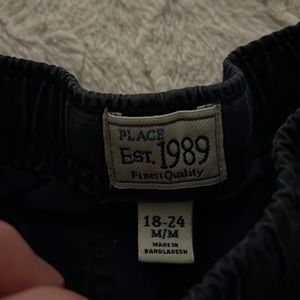 PLACE
EST. 1989
Finest Quality
18-24
M/M
MADE IN
BANGLADESH